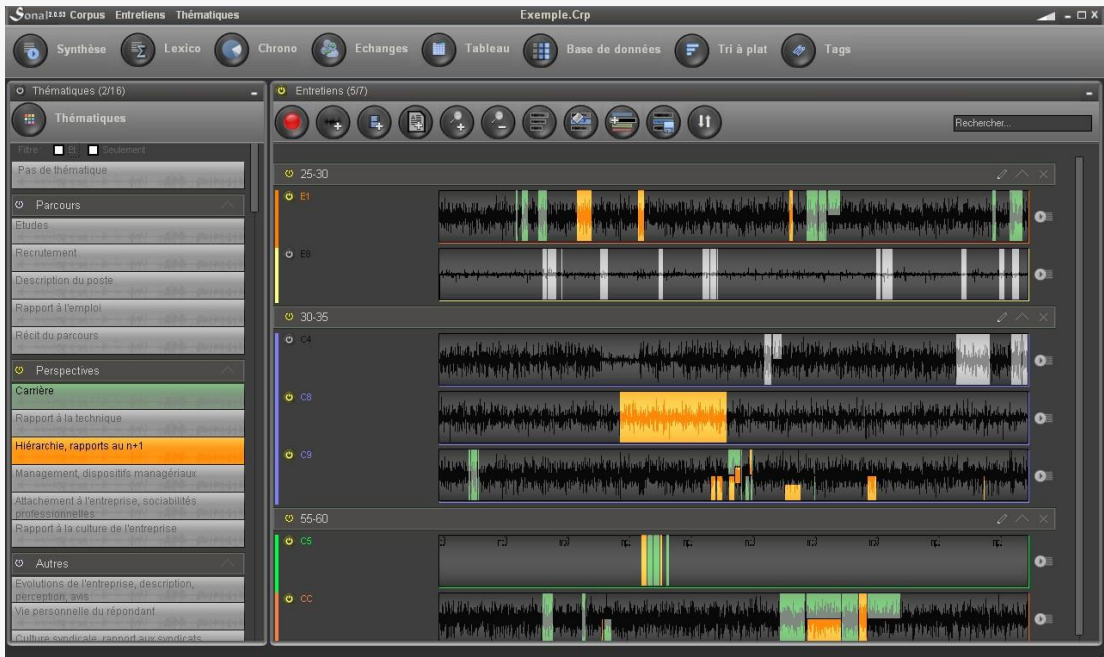 Sonal 2.0.53 Corpus Entretiens Thématiques Exemple.Crp
Synthèse Lexico Chrono Echanges Tableau Base de données Tri à plat Tags
Thématiques (2/16)
Thématiques
Filtre Et Seulement
Pas de thématique
Parcours
Etudes
Recrutement
Description du poste
Rapport à l'emploi
Récit du parcours
Perspectives
Carrière
Rapport à la technique
Hiérarchie, rapports au n+1
Management, dispositifs managériaux
Attachement à l'entreprise, sociabilités
professionnelles
Rapport à la culture de l'entreprise
Autres
Evolutions de l'entreprise, description,
perception, avis
Vie personnelle du répondant
Culture syndicale, rapport aux syndicats
Entretiens (5/7)
Rechercher...
25-30
E1
E8
30-35
C4
C8
C9
55-60
C5
CC